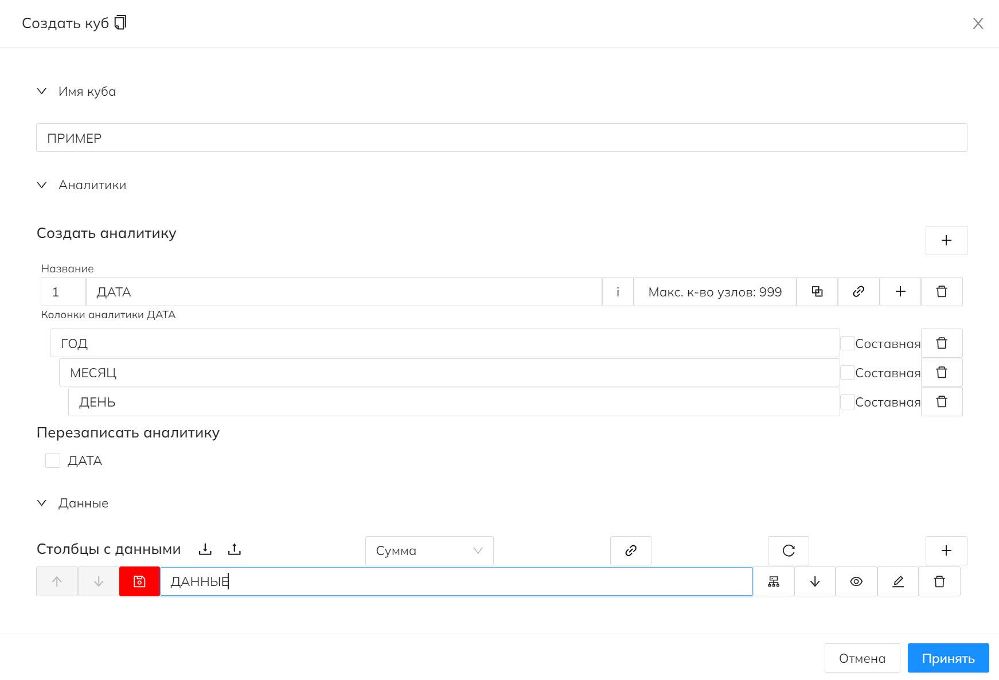 Создать куб
Имя куба
ПРИМЕР
Аналитики
Создать аналитику
Название
1 ДАТА i Макс. к-во узлов: 999
Колонки аналитики ДАТА
ГОД Составная
МЕСЯЦ Составная
ДЕНЬ Составная
Перезаписать аналитику
ДАТА
Данные
Столбцы с данными Сумма
ДАННЫЕ
Отмена Принять